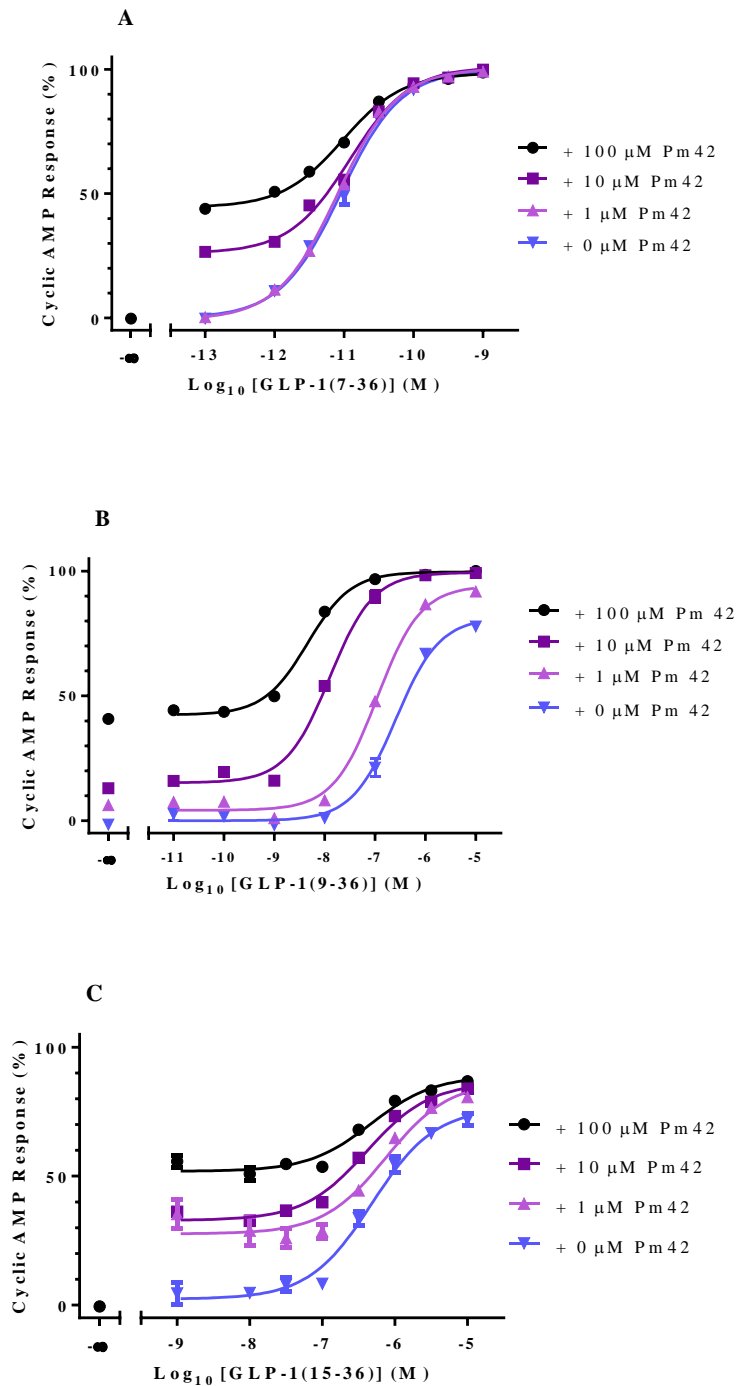 A
Cyclic AMP Response (%)
100
50
0
-∞
-13
-12
-11
-10
-9
Log10 [GLP-1(7-36)] (M)
+ 100 μM Pm42
+ 10 μM Pm42
+ 1 μM Pm42
+ 0 μM Pm42
B
Cyclic AMP Response (%)
100
50
0
-∞
-11
-10
-9
-8
-7
-6
-5
Log10 [GLP-1(9-36)] (M)
+ 100 μM Pm 42
+ 10 μM Pm 42
+ 1 μM Pm 42
+ 0 μM Pm 42
C
Cyclic AMP Response (%)
100
50
0
-∞
-9
-8
-7
-6
-5
Log10 [GLP-1(15-36)] (M)
+ 100 μM Pm42
+ 10 μM Pm42
+ 1 μM Pm42
+ 0 μM Pm42